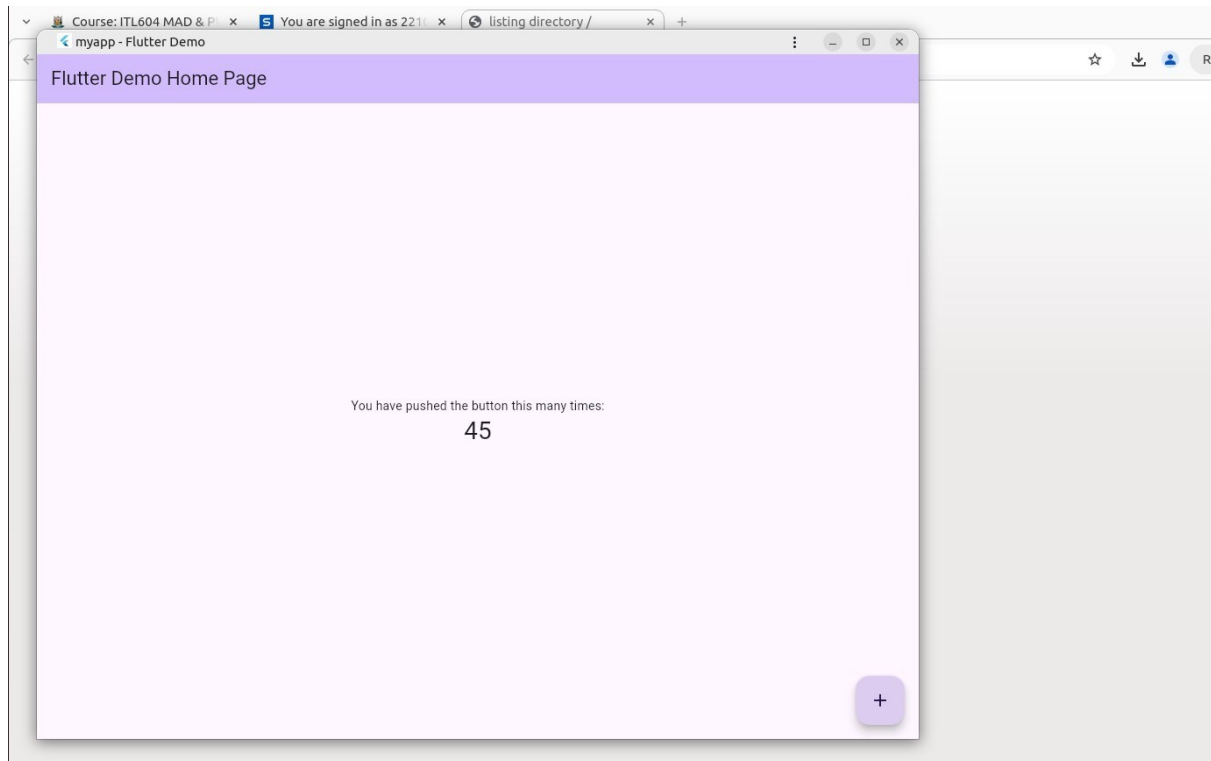 Course: ITL604 MAD & P
You are signed in as 221
listing directory /
myapp - Flutter Demo
R
Flutter Demo Home Page
You have pushed the button this many times:
45